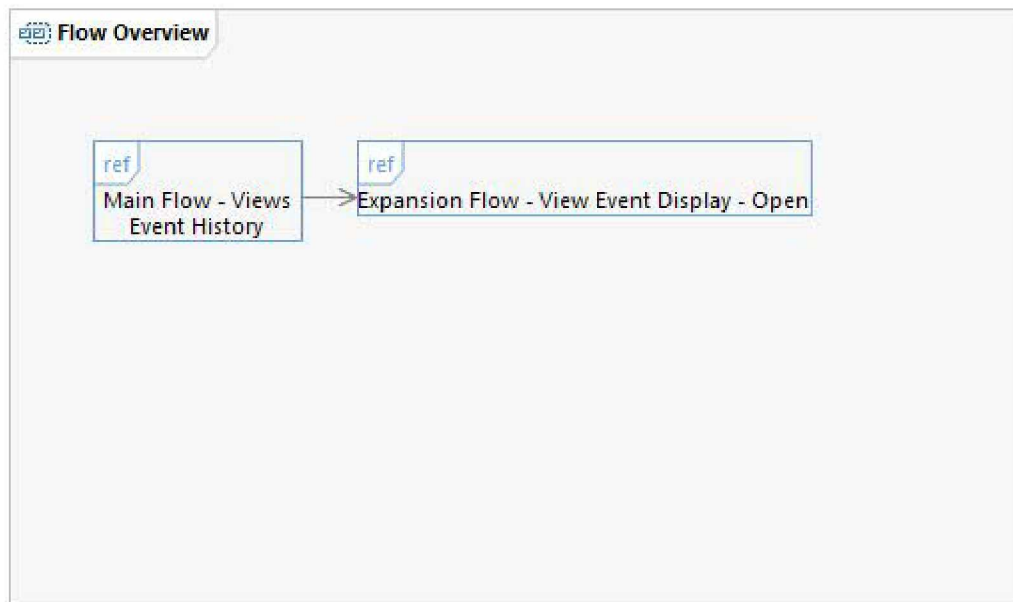 Flow Overview
ref
Main Flow - Views
Event History
ref
Expansion Flow - View Event Display - Open